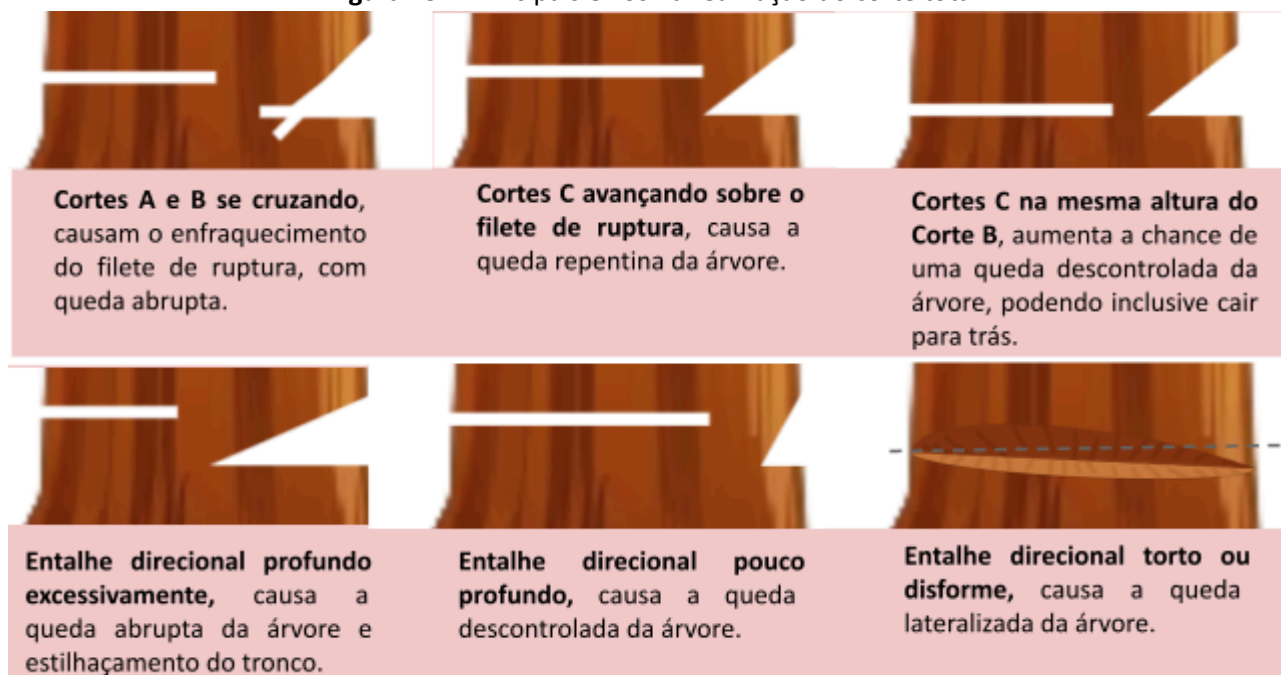 Cortes A e B se cruzando,
causam o enfraquecimento
do filete de ruptura, com
queda abrupta.
Cortes C avançando sobre o
filete de ruptura, causa a
queda repentina da árvore.
Cortes C na mesma altura do
Corte B, aumenta a chance de
uma queda descontrolada da
árvore, podendo inclusive cair
para trás.
Entalhe direcional profundo
excessivamente, causa a
queda abrupta da árvore e
estilhaçamento do tronco.
Entalhe direcional pouco
profundo, causa a queda
descontrolada da árvore.
Entalhe direcional torto ou
disforme, causa a queda
lateralizada da árvore.